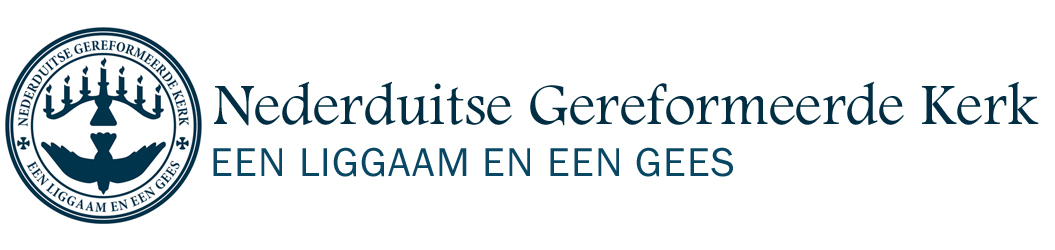 NEDERDUITSE GEREFORMEERDE KERK
EEN LIGGAAM EN EEN GEES
Nederduitse Gereformeerde Kerk
EEN LIGGAAM EN EEN GEES